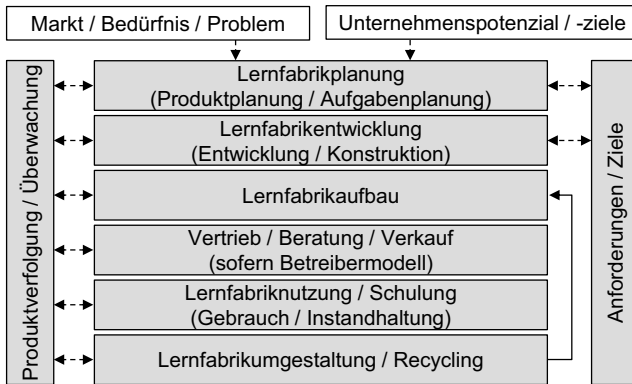 Markt / Bedürfnis / Problem
Unternehmenspotenzial / -ziele
Produktverfolgung / Überwachung
Lernfabrikplanung
(Produktplanung / Aufgabenplanung)
Lernfabrikentwicklung
(Entwicklung / Konstruktion)
Lernfabrikaufbau
Vertrieb / Beratung / Verkauf
(sofern Betreibermodell)
Lernfabriknutzung / Schulung
(Gebrauch / Instandhaltung)
Lernfabrikumgestaltung / Recycling
Anforderungen / Ziele